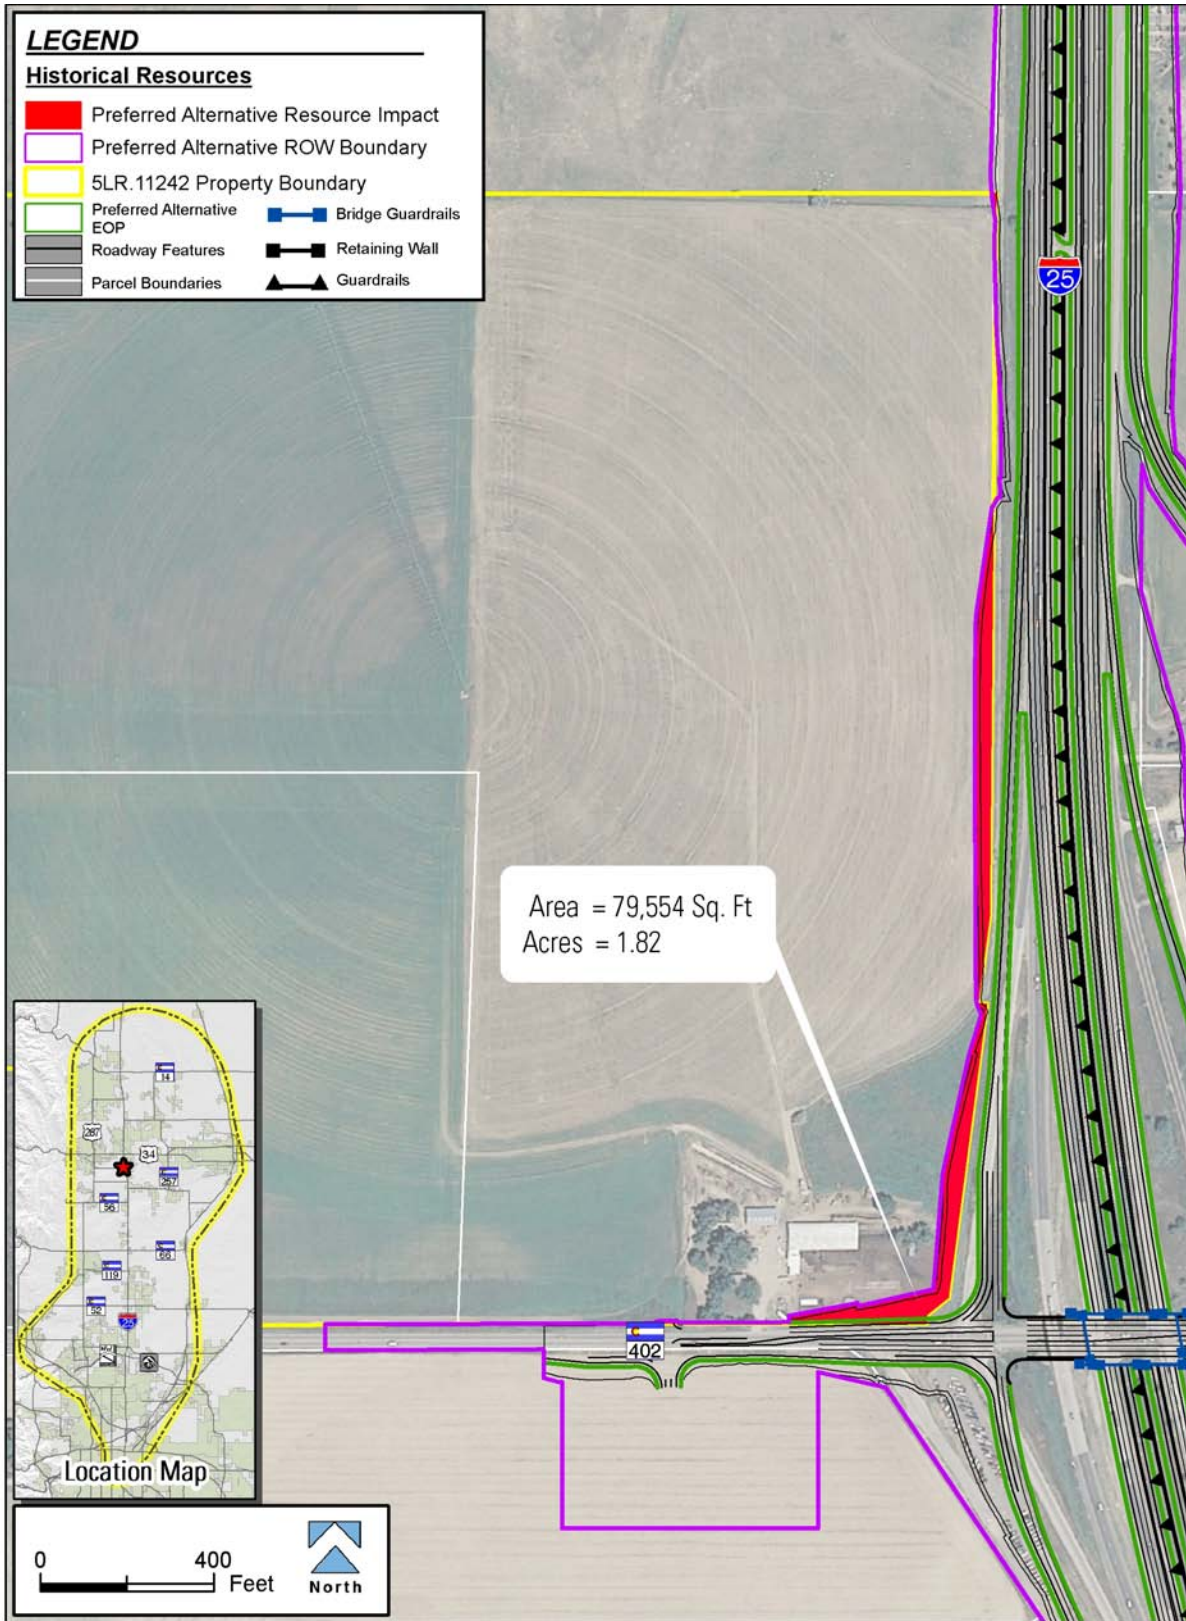 LEGEND
Historical Resources
Preferred Alternative Resource Impact
Preferred Alternative ROW Boundary
5LR.11242 Property Boundary
Preferred Alternative EOP
Bridge Guardrails
Roadway Features
Retaining Wall
Parcel Boundaries
Guardrails
25
Area = 79,554 Sq. Ft
Acres = 1.82
402
14
287
34
257
56
66
119
52
25
Location Map
0 400
Feet
North